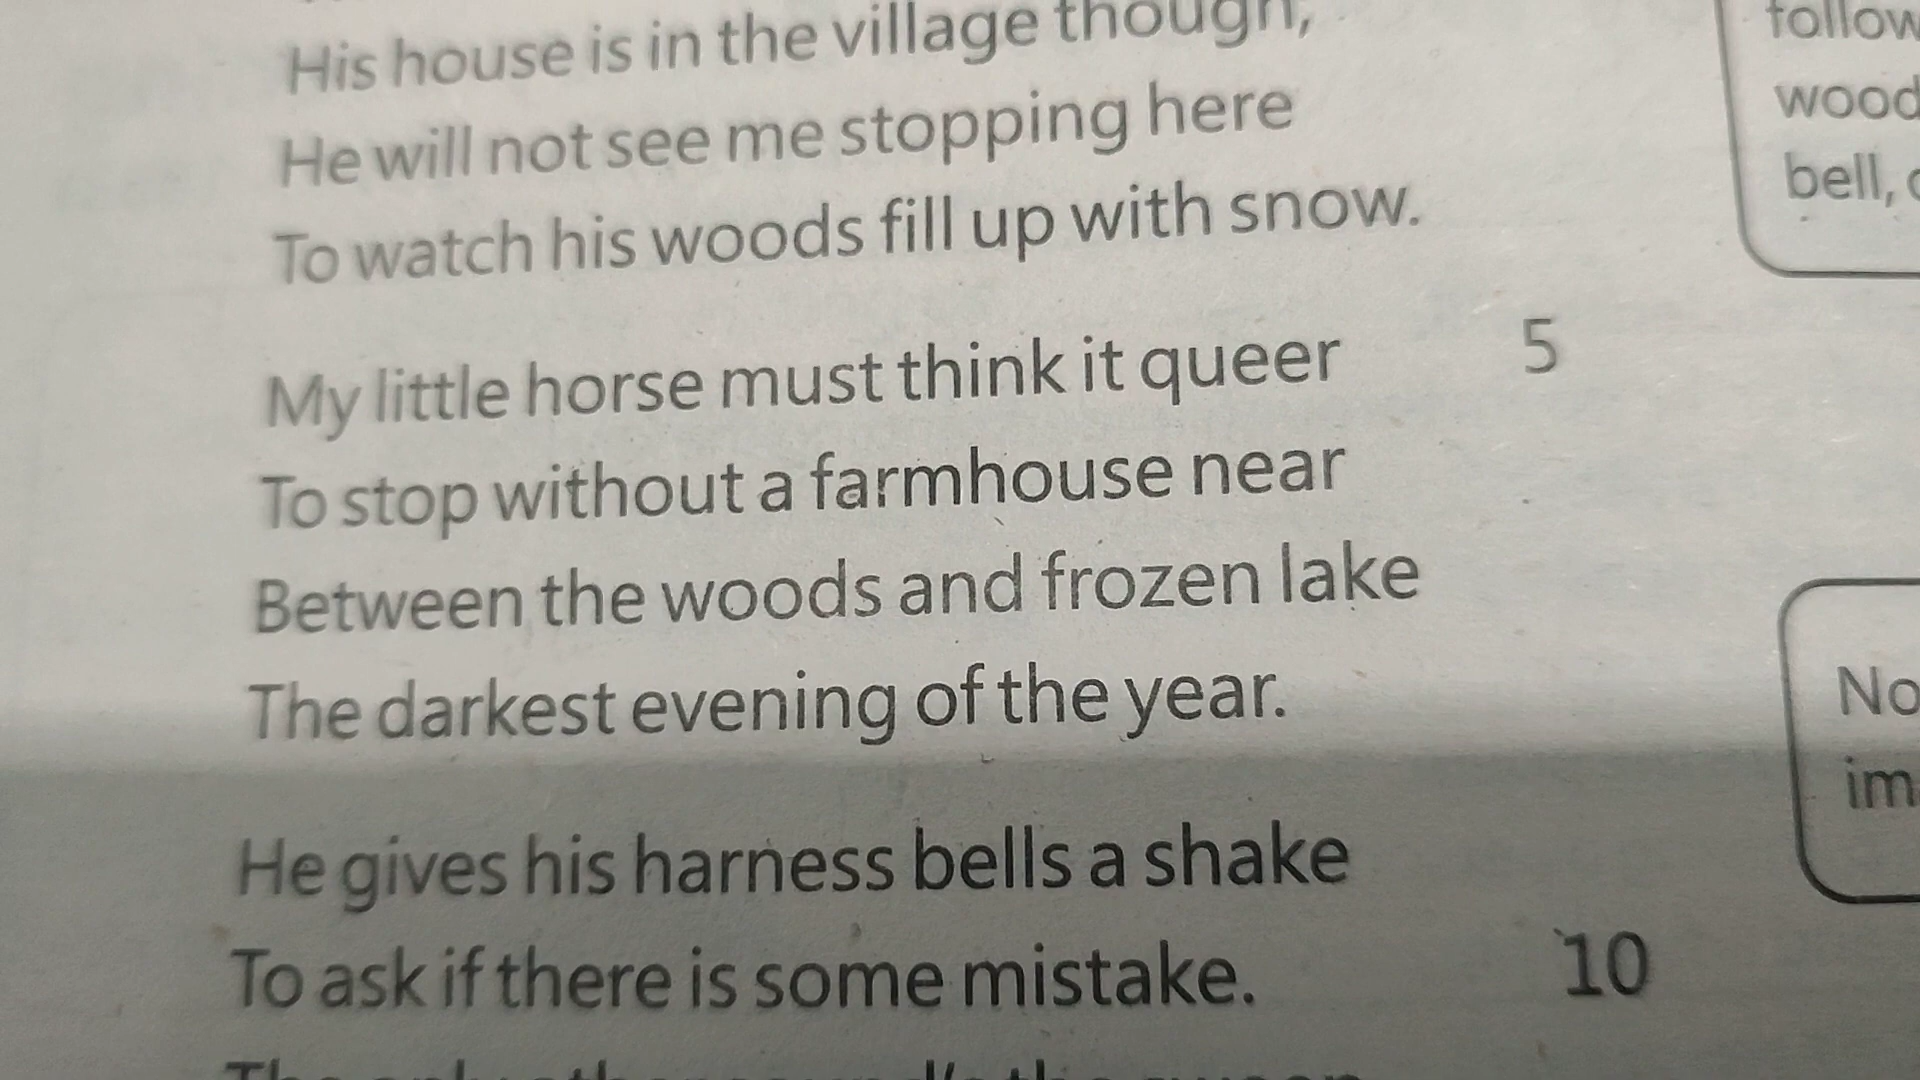 His house is in the village though,
He will not see me stopping here
To watch his woods fill up with snow.
My little horse must think it queer 5
To stop without a farmhouse near
Between the woods and frozen lake
The darkest evening of the year.
He gives his harness bells a shake
To ask if there is some mistake. 10
follow
wood
bell,
No
im